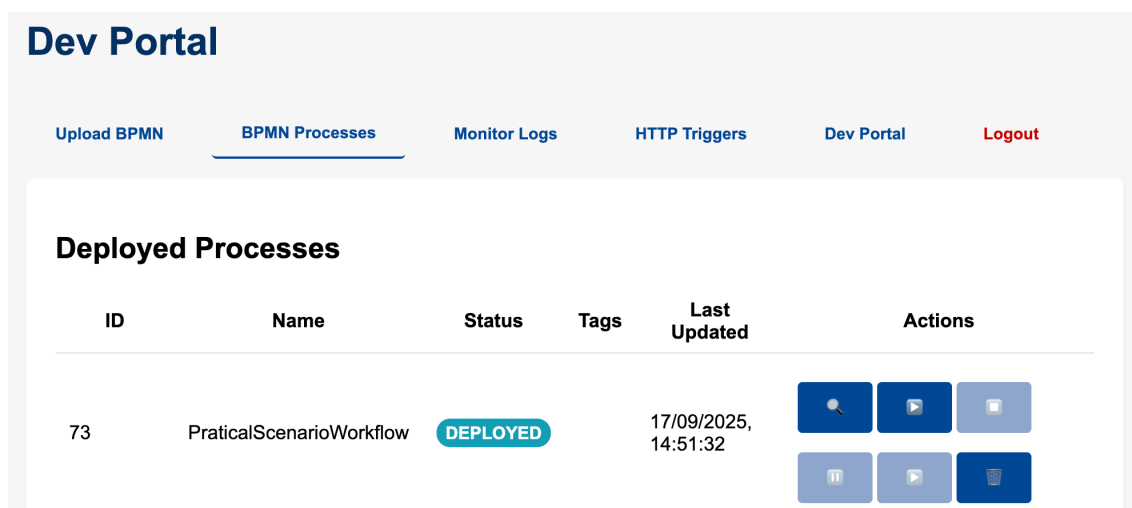 Dev Portal
Upload BPMN BPMN Processes Monitor Logs HTTP Triggers Dev Portal Logout
Deployed Processes
ID Name Status Tags Last Updated Actions
73 PraticalScenarioWorkflow DEPLOYED 17/09/2025, 14:51:32